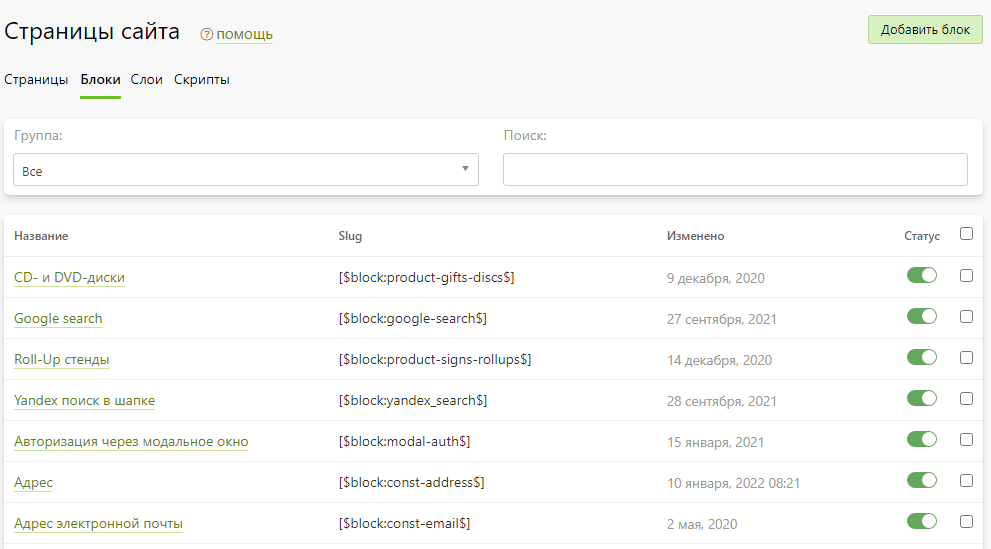 Страницы сайта ? помощь Добавить блок
Страницы Блоки Слои Скрипты
Группа: Поиск:
Все
Название Slug Изменено Статус
CD- и DVD-диски [$block:product-gifts-discs$] 9 декабря, 2020
Google search [$block:google-search$] 27 сентября, 2021
Roll-Up стенды [$block:product-signs-rollups$] 14 декабря, 2020
Yandex поиск в шапке [$block:yandex_search$] 28 сентября, 2021
Авторизация через модальное окно [$block:modal-auth$] 15 января, 2021
Адрес [$block:const-address$] 10 января, 2022 08:21
Адрес электронной почты [$block:const-email$] 2 мая, 2020